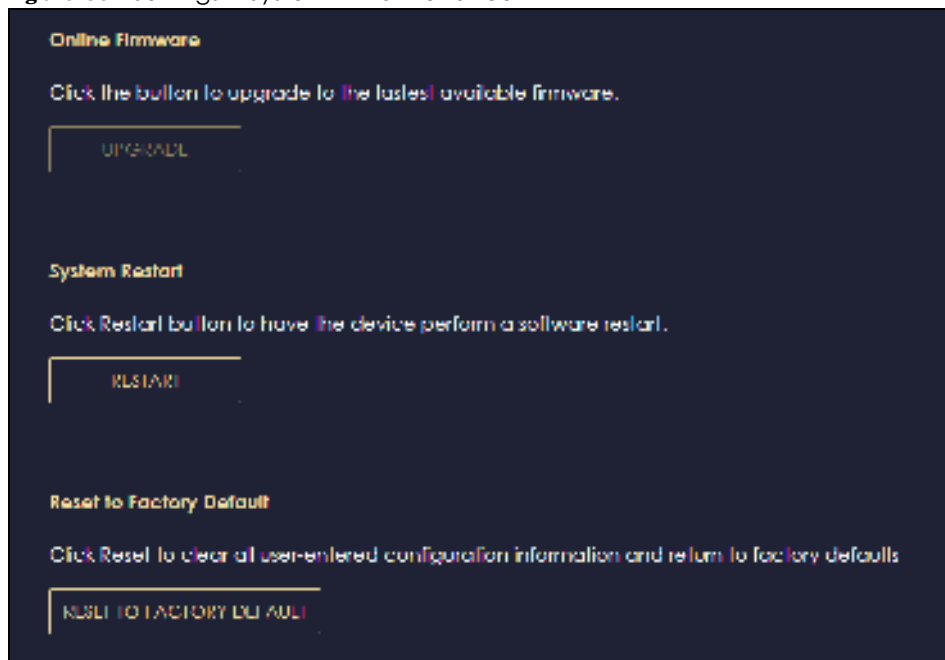 Online Firmware
Click the button to upgrade to the lastest available firmware.
UPGRADE
System Restart
Click Restart button to have the device perform a software restart.
RESTART
Reset to Factory Default
Click Reset to clear all user-entered configuration information and return to factory defaults
RESET TO FACTORY DEFAULT